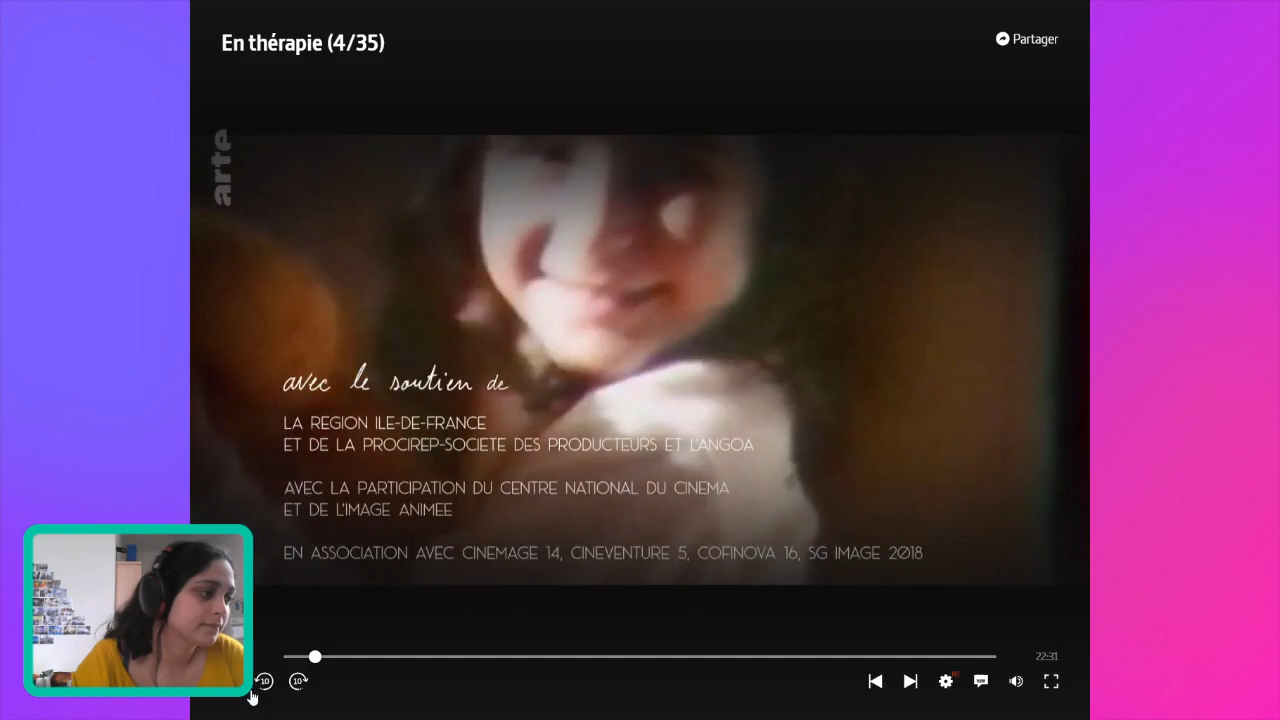 En thérapie (4/35)
Partager
arte
avec le soutien de
LA REGION ILE-DE-FRANCE
ET DE LA PROCIREP-SOCIETE DES PRODUCTEURS ET L'ANGOA
AVEC LA PARTICIPATION DU CENTRE NATIONAL DU CINEMA
ET DE L'IMAGE ANIMEE
EN ASSOCIATION AVEC CINEMAGE 14, CINEVENTURE 5, COFINOVA 16, SG IMAGE 2018
22:31
10
10
HD